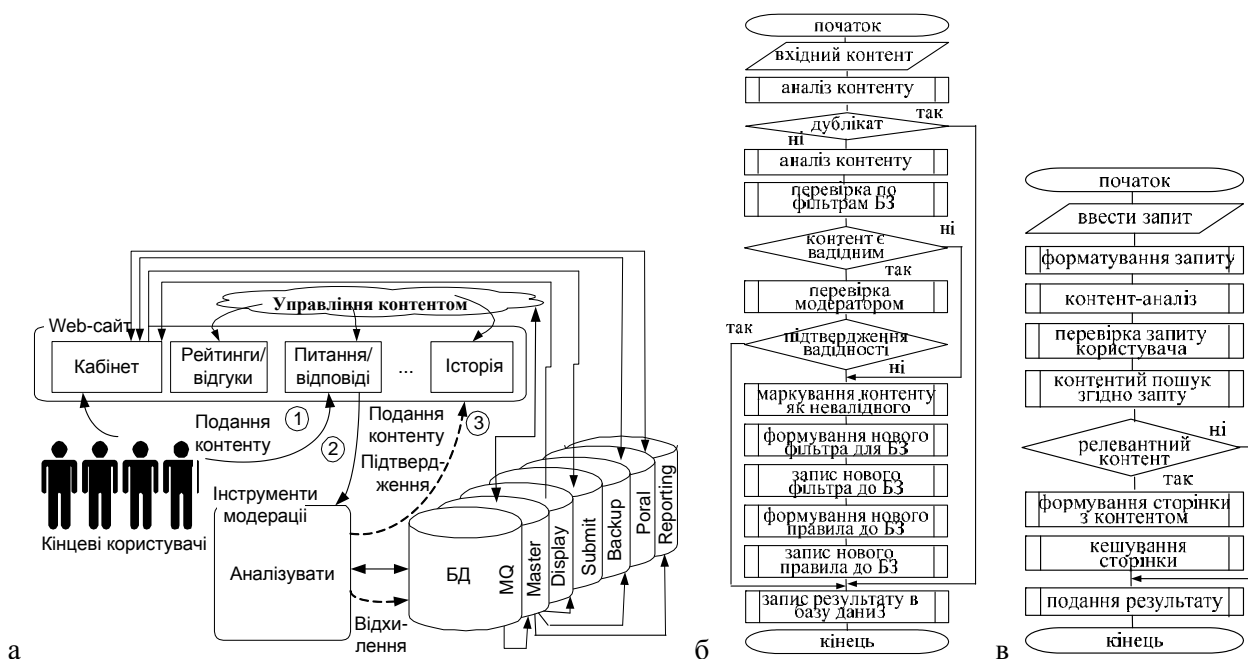 Управління контентом
Web-сайт
Кабінет
Рейтинги/
відгуки
Питання/
відповіді
...
Історія
Подання
контенту
1
2
Подання
контенту
3
Підтверд-
ження
Кінцеві користувачі
Інструменти
модерації
Аналізувати
Відхи-
лення
БД
MQ
Master
Display
Submit
Backup
Poral
Reporting
а
початок
вхідний контент
аналіз контенту
дублікат
так
ні
аналіз контенту
перевірка по
фільтрам БЗ
контент є
вадідним
ні
так
перевірка
модератором
так
підтвердження
вадідності
ні
маркування контенту
як невалідного
формування нового
фільтра для БЗ
запис нового
фільтра до БЗ
формування нового
правила до БЗ
запис нового
правила до БЗ
запис результату в
базу даниЗ
кінець
б
початок
ввести запит
форматування запиту
контент-аналіз
перевірка запиту
користувача
контентий пошук
згідно запту
релевантний
контент
ні
так
формування сторінки
з контентом
кешування
сторінки
подання результату
кінець
в